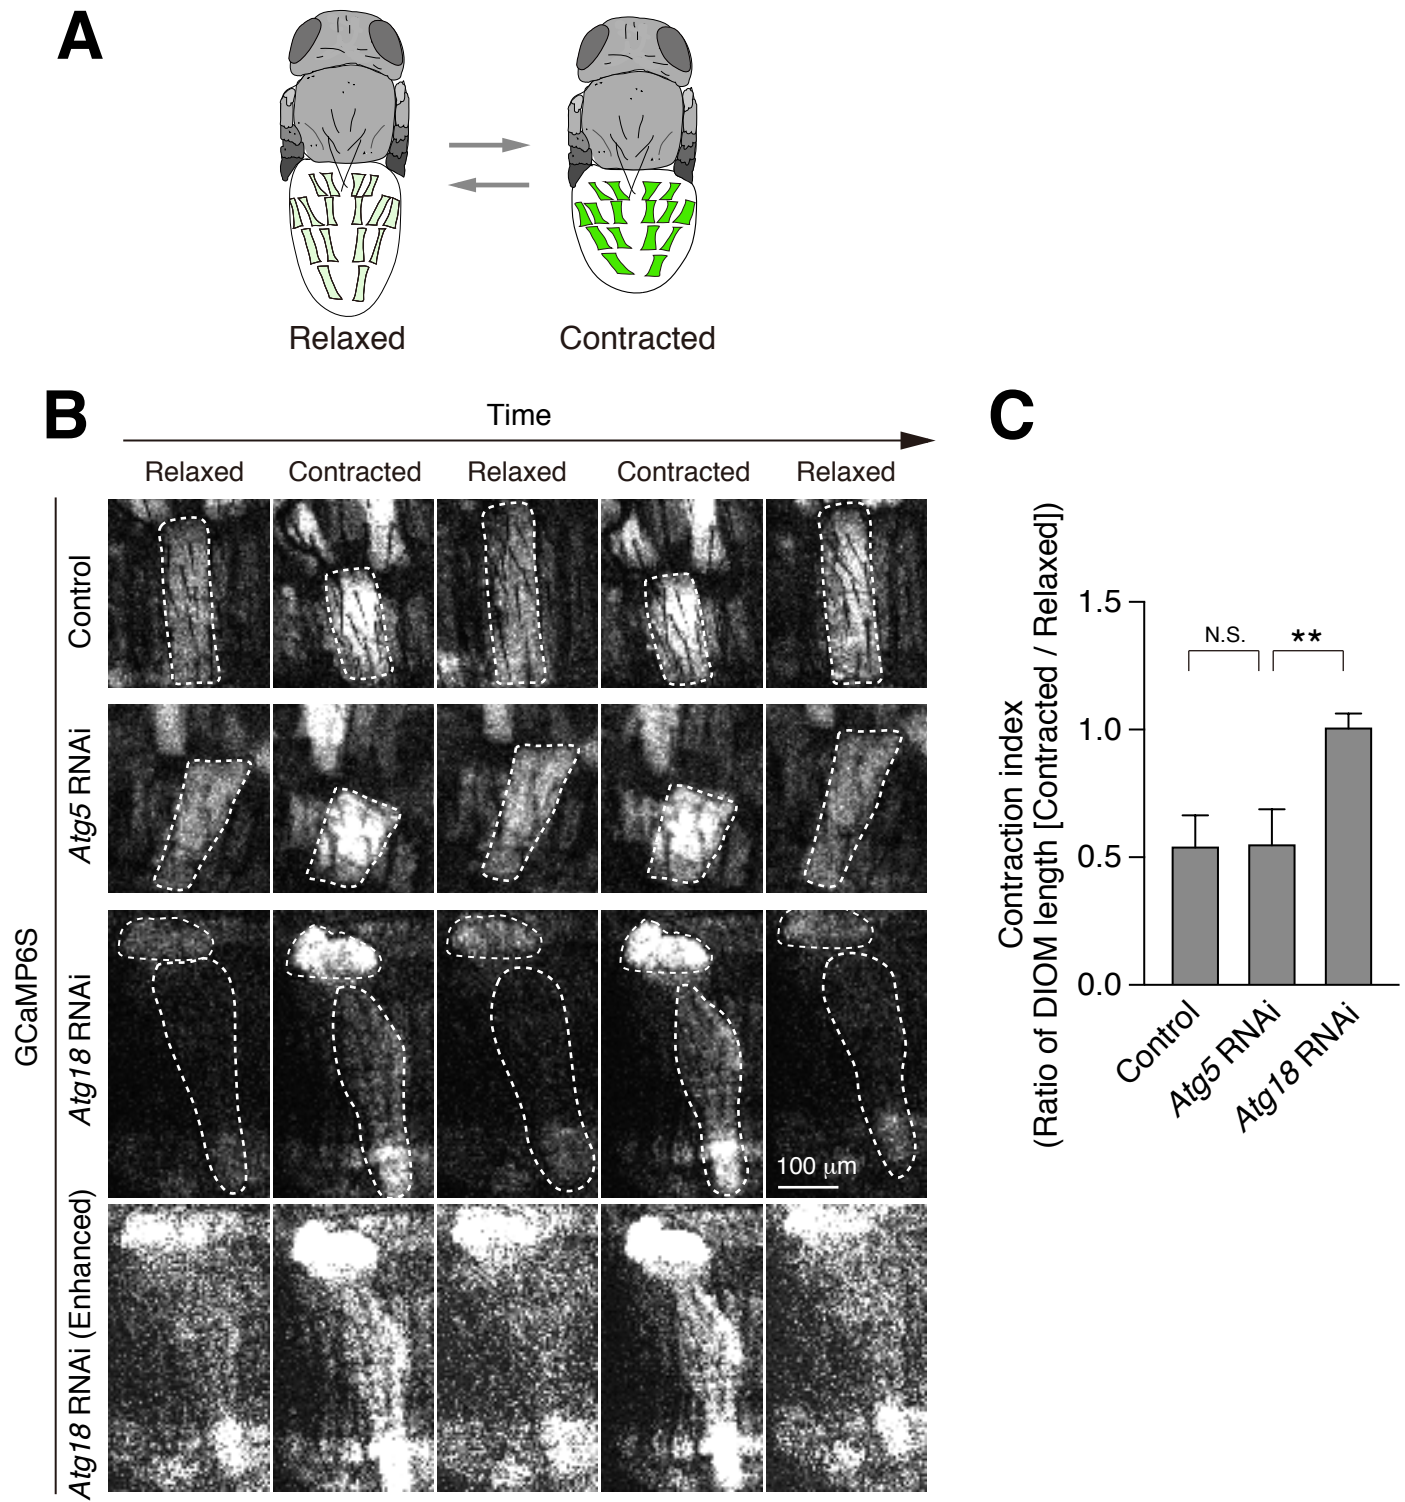 A
Relaxed
Contracted
B
Time
Relaxed
Contracted
Relaxed
Contracted
Relaxed
GCaMP6S
Control
Atg5 RNAi
Atg18 RNAi
100 μm
Atg18 RNAi (Enhanced)
C
Contraction index
(Ratio of DIOM length [Contracted / Relaxed])
1.5
1.0
0.5
0.0
N.S.
**
Control
Atg5 RNAi
Atg18 RNAi